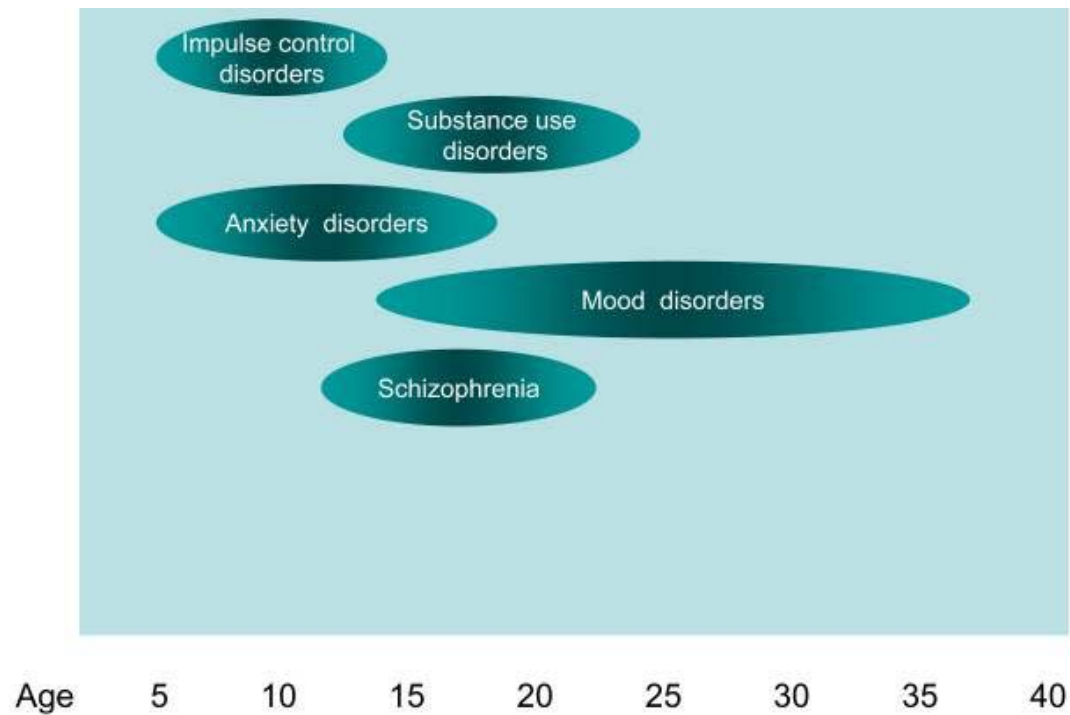 Impulse control
disorders
Substance use
disorders
Anxiety disorders
Mood disorders
Schizophrenia
Age 5 10 15 20 25 30 35 40